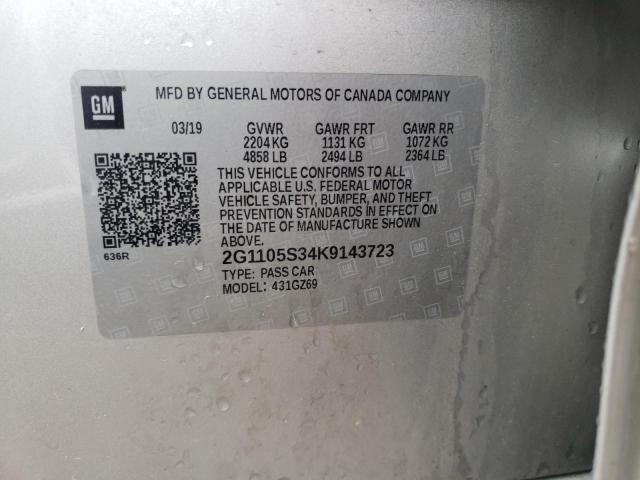 GM
MFD BY GENERAL MOTORS OF CANADA COMPANY
03/19 GVWR GAWR FRT GAWR RR
2204 KG 1131 KG 1072 KG
4858 LB 2494 LB 2364 LB
THIS VEHICLE CONFORMS TO ALL
APPLICABLE U.S. FEDERAL MOTOR
VEHICLE SAFETY, BUMPER, AND THEFT
PREVENTION STANDARDS IN EFFECT ON
THE DATE OF MANUFACTURE SHOWN
ABOVE.
636R
2G1105S34K9143723
TYPE: PASS CAR
MODEL: 431GZ69